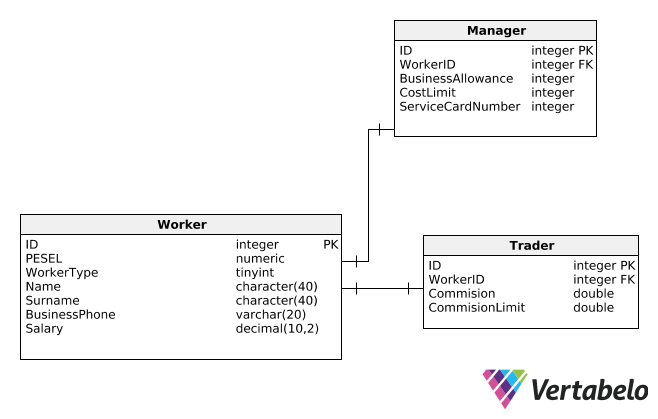 Manager
ID integer PK
WorkerID integer FK
BusinessAllowance integer
CostLimit integer
ServiceCardNumber integer
Worker
ID integer PK
PESEL numeric
WorkerType tinyint
Name character(40)
Surname character(40)
BusinessPhone varchar(20)
Salary decimal(10,2)
Trader
ID integer PK
WorkerID integer FK
Commision double
CommisionLimit double
Vertabelo